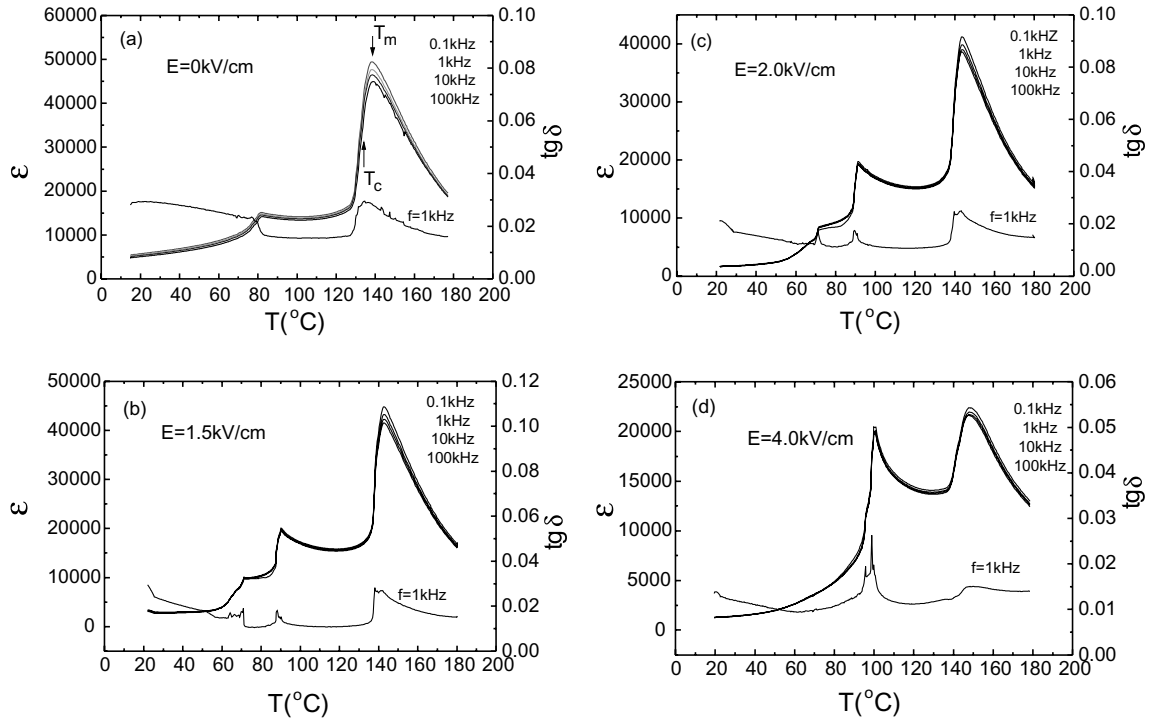 (a)
E=0kV/cm
T_m
T_c
0.1kHz
1kHz
10kHz
100kHz
f=1kHz
60000
50000
40000
30000
20000
10000
0
0.10
0.08
0.06
0.04
0.02
0.00
0 20 40 60 80 100 120 140 160 180 200
ε
tgδ
T(°C)
(c)
E=2.0kV/cm
0.1kHZ
1kHz
10kHz
100kHz
f=1kHz
40000
30000
20000
10000
0
0.10
0.08
0.06
0.04
0.02
0.00
0 20 40 60 80 100 120 140 160 180 200
ε
tgδ
T(°C)
(b)
E=1.5kV/cm
0.1kHz
1kHz
10kHz
100kHz
f=1kHz
50000
40000
30000
20000
10000
0
0.12
0.10
0.08
0.06
0.04
0.02
0.00
0 20 40 60 80 100 120 140 160 180 200
ε
tgδ
T(°C)
(d)
E=4.0kV/cm
0.1kHz
1kHz
10kHz
100kHz
f=1kHz
25000
20000
15000
10000
5000
0
0.06
0.05
0.04
0.03
0.02
0.01
0.00
0 20 40 60 80 100 120 140 160 180 200
ε
tgδ
T(°C)